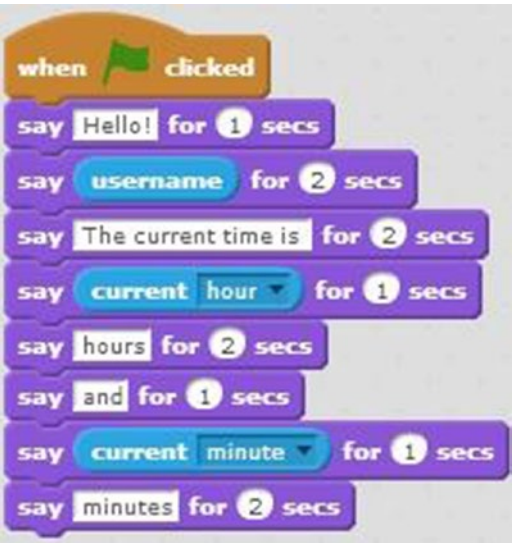 when clicked
say Hello! for 1 secs
say username for 2 secs
say The current time is for 2 secs
say current hour for 1 secs
say hours for 2 secs
say and for 1 secs
say current minute for 1 secs
say minutes for 2 secs